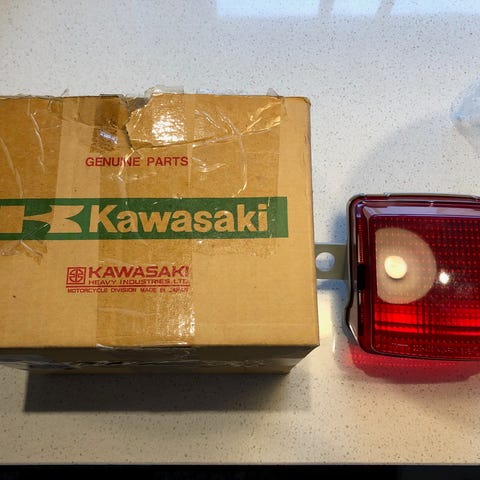 GENUINE PARTS
Kawasaki
KAWASAKI
HEAVY INDUSTRIES. LTD.
MOTORCYCLE DIVISION MADE IN JAPAN